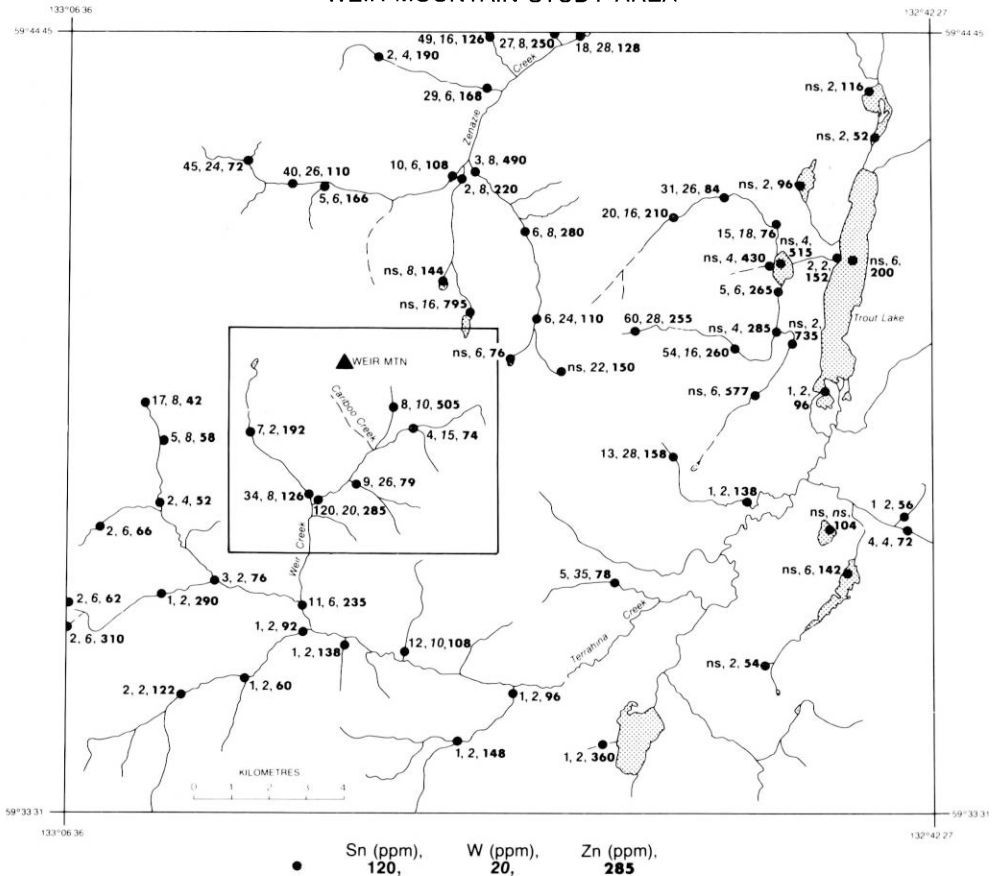 WEIR MOUNTAIN STUDY AREA
133°06 36
132°42 27
59°44 45
59°44 45
49, 16, 126
27, 8, 250
18, 28, 128
2, 4, 190
Creek
29, 6, 168
ns, 2, 116
Zenazie
ns, 2, 52
45, 24, 72
40, 26, 110
10, 6, 108
3, 8, 490
5, 6, 166
2, 8, 220
31, 26, 84
ns, 2, 96
20, 16, 210
15, 18, 76
6, 8, 280
ns, 4,
515
ns, 4, 430
2, 2,
152
ns, 6,
200
ns, 8, 144
5, 6, 265
ns, 16, 795
6, 24, 110
60, 28, 255
ns, 4, 285
ns, 2,
735
Trout Lake
54, 16, 260
ns, 6, 76
ns, 22, 150
WEIR MTN
ns, 6, 577
1, 2,
96
17, 8, 42
Cariboo Creek
8, 10, 505
4, 15, 74
7, 2, 192
5, 8, 58
13, 28, 158
9, 26, 79
34, 8, 126
120, 20, 285
2, 4, 52
1, 2, 138
1 2, 56
ns, ns,
104
4, 4, 72
2, 6, 66
Weir Creek
ns, 6, 142
3, 2, 76
5, 35, 78
2, 6, 62
1, 2, 290
11, 6, 235
2, 6, 310
1, 2, 92
1, 2, 138
12, 10, 108
Terrahina Creek
ns, 2, 54
1, 2, 60
2, 2, 122
1, 2, 96
1, 2, 148
1, 2, 360
KILOMETRES
0 1 2 3 4
59°33 31
59°33 31
133°06 36
132°42 27
Sn (ppm), W (ppm), Zn (ppm),
120, 20, 285